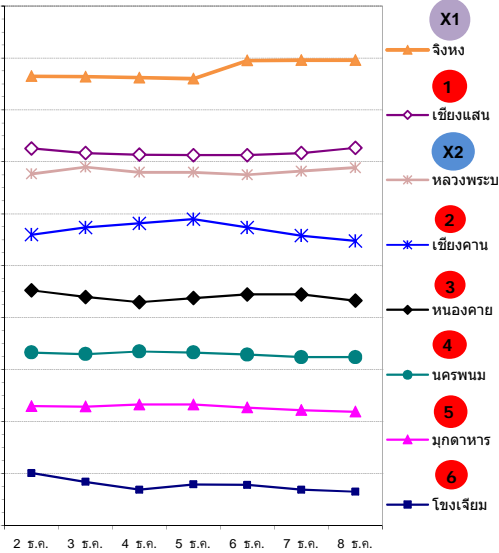 X1
จิงหง
1
เชียงแสน
X2
หลวงพระบ
2
เชียงคาน
3
หนองคาย
4
นครพนม
5
มุกดาหาร
6
โขงเจียม
2 ธ.ค. 3 ธ.ค. 4 ธ.ค. 5 ธ.ค. 6 ธ.ค. 7 ธ.ค. 8 ธ.ค.